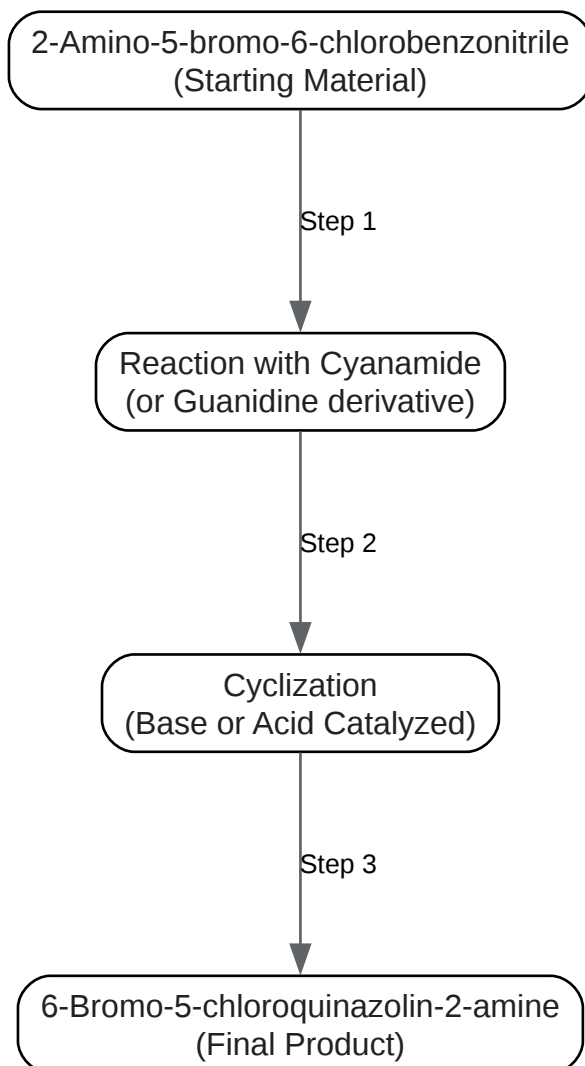 2-Amino-5-bromo-6-chlorobenzonitrile
(Starting Material)
Step 1
Reaction with Cyanamide
(or Guanidine derivative)
Step 2
Cyclization
(Base or Acid Catalyzed)
Step 3
6-Bromo-5-chloroquinazolin-2-amine
(Final Product)